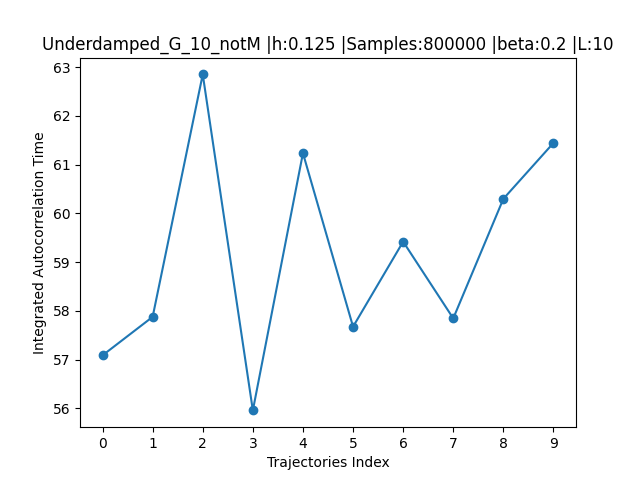 Underdamped_G_10_notM |h:0.125 |Samples:800000 |beta:0.2 |L:10
63
62
61
60
59
58
57
56
Integrated Autocorrelation Time
0 1 2 3 4 5 6 7 8 9
Trajectories Index